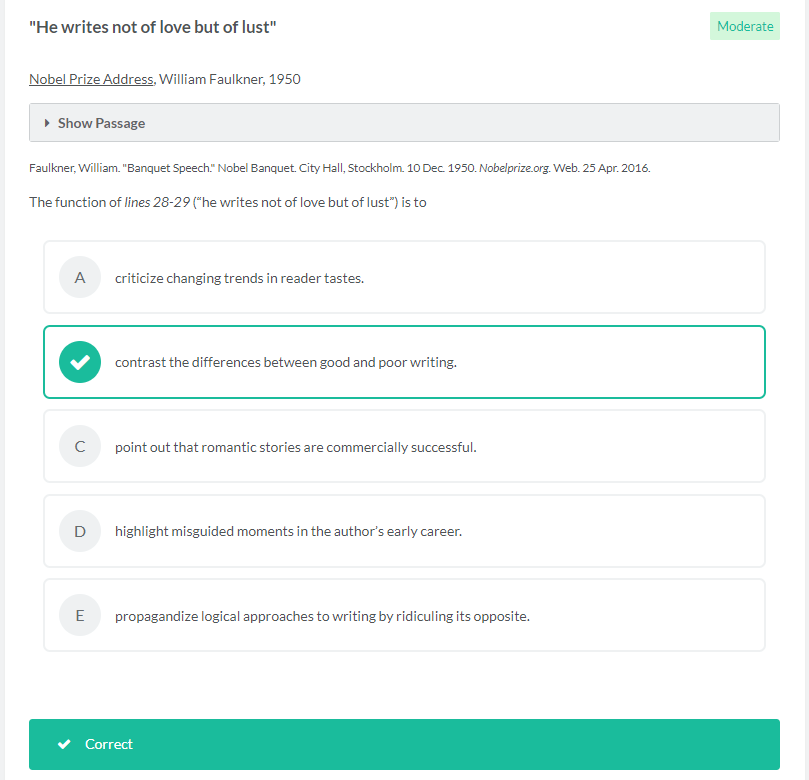 "He writes not of love but of lust"
Moderate
Nobel Prize Address, William Faulkner, 1950
Show Passage
Faulkner, William. "Banquet Speech." Nobel Banquet. City Hall, Stockholm. 10 Dec. 1950. Nobelprize.org. Web. 25 Apr. 2016.
The function of lines 28-29 (“he writes not of love but of lust”) is to
A criticize changing trends in reader tastes.
contrast the differences between good and poor writing.
C point out that romantic stories are commercially successful.
D highlight misguided moments in the author's early career.
E propagandize logical approaches to writing by ridiculing its opposite.
Correct